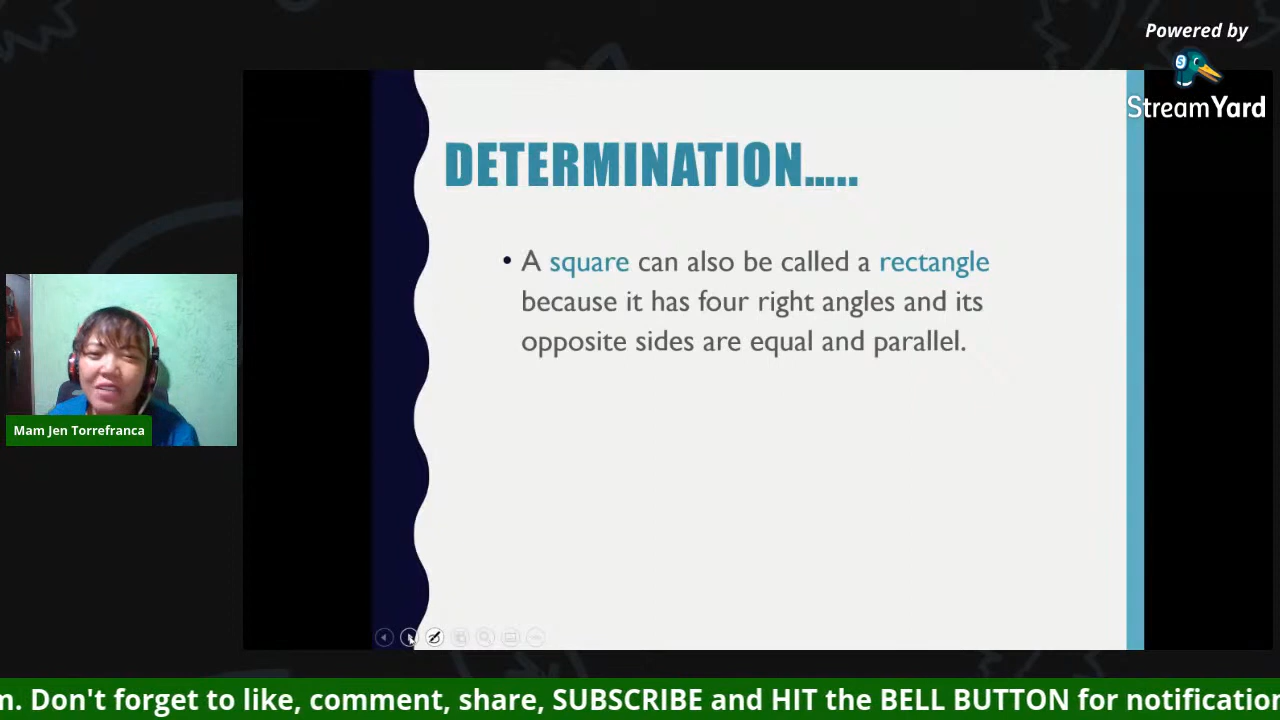 Powered by
StreamYard
DETERMINATION.....
• A square can also be called a rectangle
because it has four right angles and its
opposite sides are equal and parallel.
Mam Jen Torrefranca
m. Don't forget to like, comment, share, SUBSCRIBE and HIT the BELL BUTTON for notification